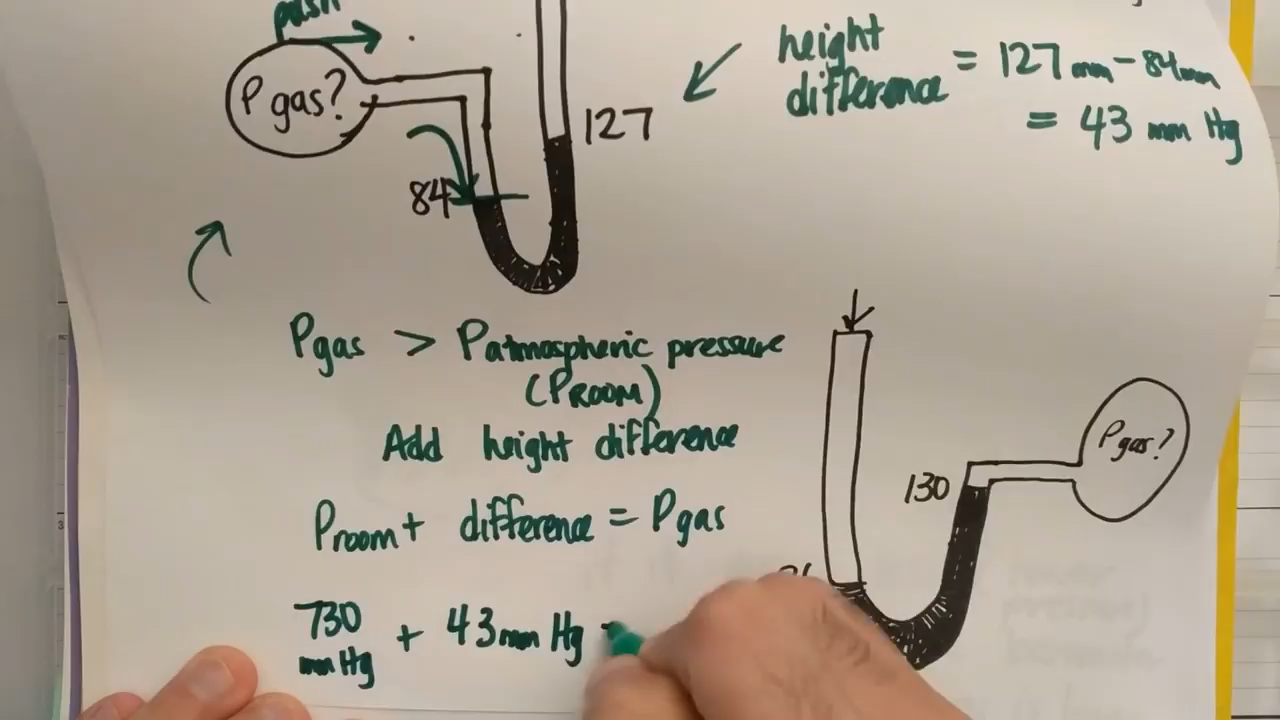 push
P gas?
127
84
height
difference = 127 mm - 84 mm
= 43 mm Hg
Pgas > Patmospheric pressure
(PROOM)
Add height difference
Proom + difference = Pgas
730
mm Hg + 43 mm Hg =
130
Pgas?